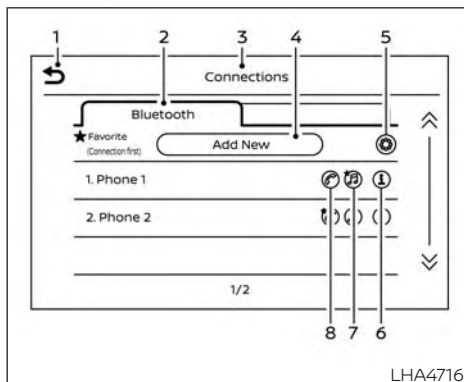 1 2 3 4 5
Connections
Bluetooth
★Favorite
(Connection first)
Add New
1. Phone 1
2. Phone 2
1/2
8 7 6
LHA4716